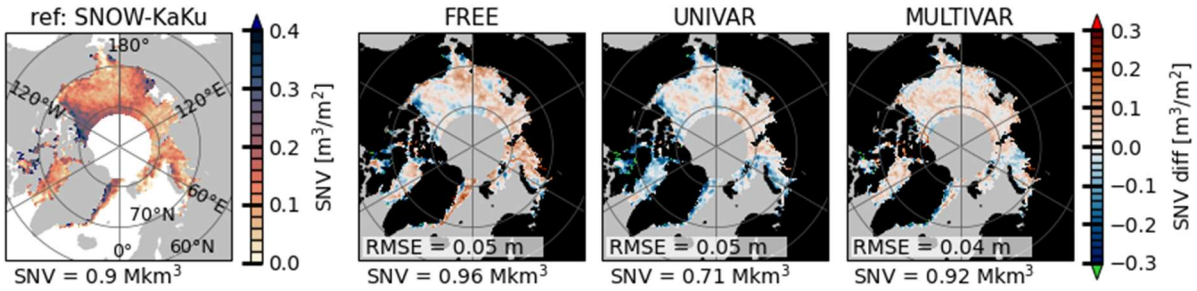 ref: SNOW-KaKu
180°
120°W
120°E
60°E
70°N
0°
60°N
SNV = 0.9 Mkm³
0.4
0.3
0.2
0.1
0.0
SNV [m³/m²]
FREE
RMSE = 0.05 m
SNV = 0.96 Mkm³
UNIVAR
RMSE = 0.05 m
SNV = 0.71 Mkm³
MULTIVAR
RMSE = 0.04 m
SNV = 0.92 Mkm³
0.3
0.2
0.1
0.0
−0.1
−0.2
−0.3
SNV diff [m³/m²]